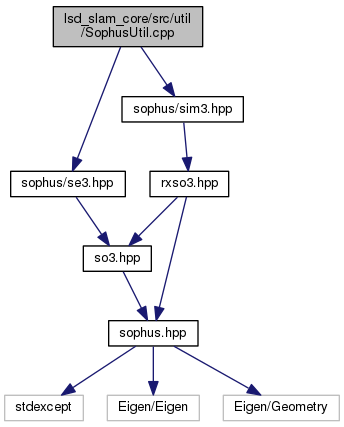 lsd_slam_core/src/util
/SophusUtil.cpp
sophus/sim3.hpp
sophus/se3.hpp
rxso3.hpp
so3.hpp
sophus.hpp
stdexcept
Eigen/Eigen
Eigen/Geometry